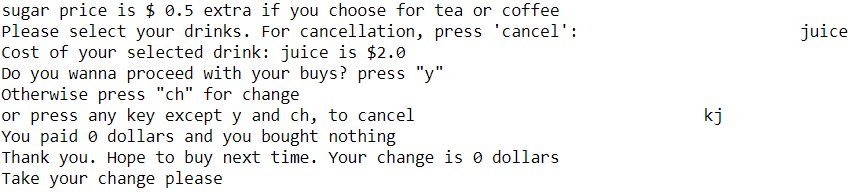 sugar price is $ 0.5 extra if you choose for tea or coffee
Please select your drinks. For cancellation, press 'cancel': juice
Cost of your selected drink: juice is $2.0
Do you wanna proceed with your buys? press "y"
Otherwise press "ch" for change
or press any key except y and ch, to cancel kj
You paid 0 dollars and you bought nothing
Thank you. Hope to buy next time. Your change is 0 dollars
Take your change please